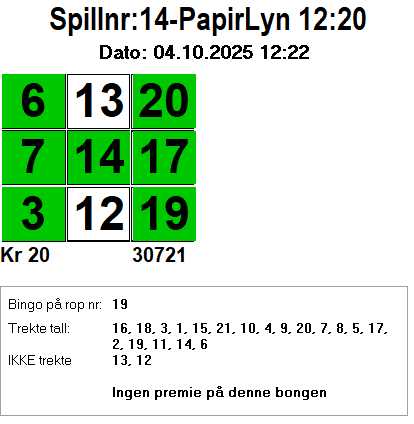 Spillnr:14-PapirLyn 12:20
Dato: 04.10.2025 12:22
6 13 20
7 14 17
3 12 19
Kr 20 30721
Bingo på rop nr: 19
Trekte tall: 16, 18, 3, 1, 15, 21, 10, 4, 9, 20, 7, 8, 5, 17,
2, 19, 11, 14, 6
IKKE trekte 13, 12
Ingen premie på denne bongen